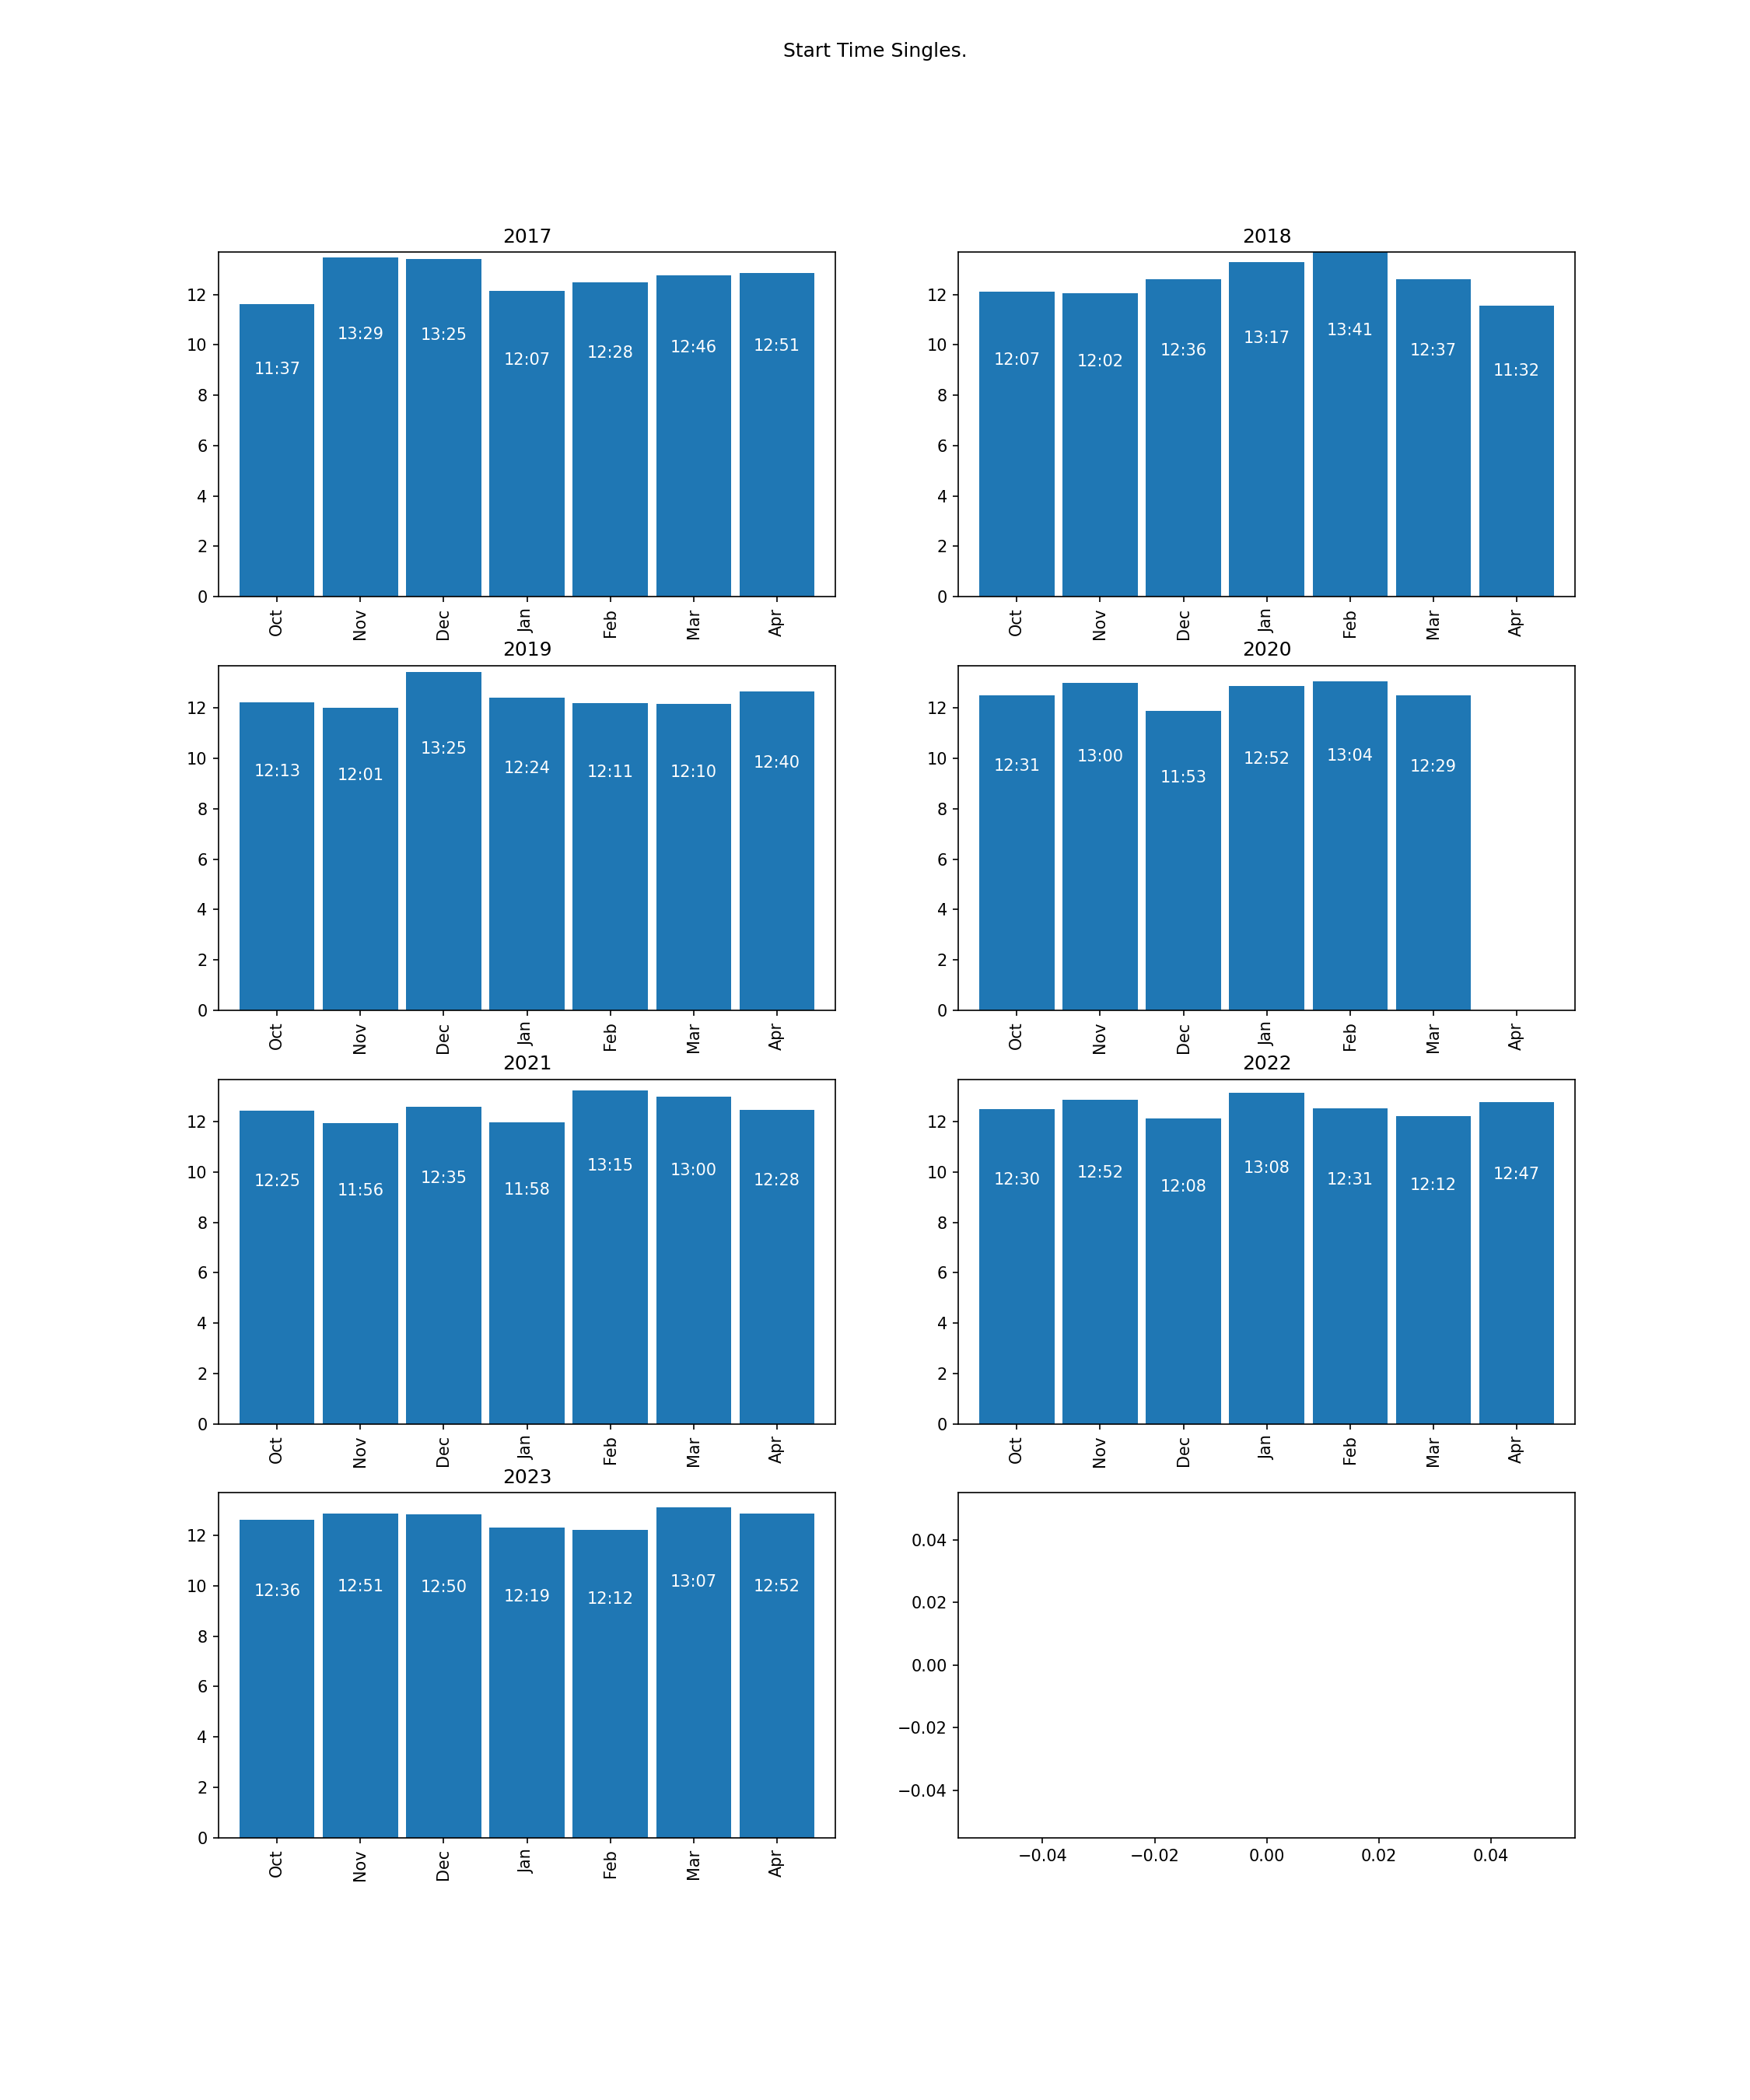 Start Time Singles.
2017
12
10
8
6
4
2
0
11:37
13:29
13:25
12:07
12:28
12:46
12:51
Oct
Nov
Dec
Jan
Feb
Mar
Apr
2018
12
10
8
6
4
2
0
12:07
12:02
12:36
13:17
13:41
12:37
11:32
Oct
Nov
Dec
Jan
Feb
Mar
Apr
2019
12
10
8
6
4
2
0
12:13
12:01
13:25
12:24
12:11
12:10
12:40
Oct
Nov
Dec
Jan
Feb
Mar
Apr
2020
12
10
8
6
4
2
0
12:31
13:00
11:53
12:52
13:04
12:29
Oct
Nov
Dec
Jan
Feb
Mar
Apr
2021
12
10
8
6
4
2
0
12:25
11:56
12:35
11:58
13:15
13:00
12:28
Oct
Nov
Dec
Jan
Feb
Mar
Apr
2022
12
10
8
6
4
2
0
12:30
12:52
12:08
13:08
12:31
12:12
12:47
Oct
Nov
Dec
Jan
Feb
Mar
Apr
2023
12
10
8
6
4
2
0
12:36
12:51
12:50
12:19
12:12
13:07
12:52
Oct
Nov
Dec
Jan
Feb
Mar
Apr
0.04
0.02
0.00
−0.02
−0.04
−0.04
−0.02
0.00
0.02
0.04